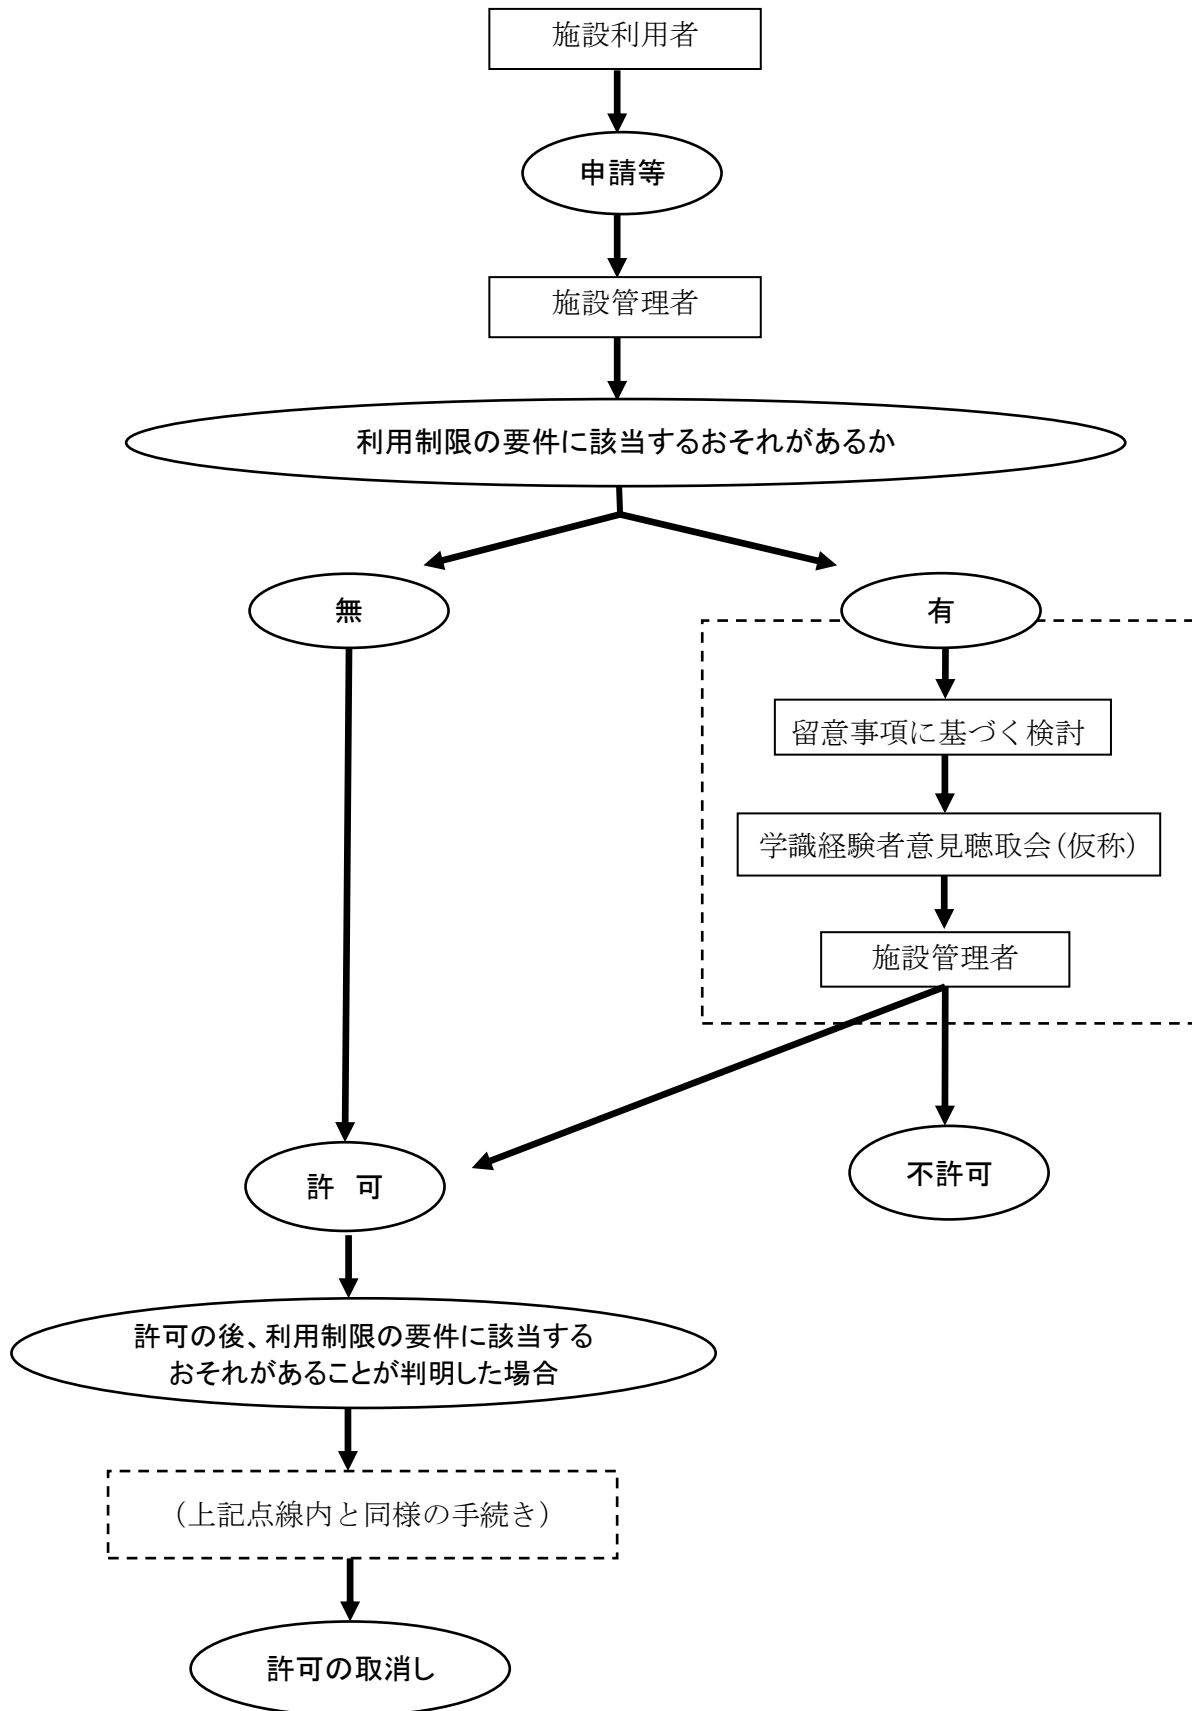 施設利用者
申請等
施設管理者
利用制限の要件に該当するおそれがあるか
無
有
留意事項に基づく検討
学識経験者意見聴取会(仮称)
施設管理者
許　可
不許可
許可の後、利用制限の要件に該当する
おそれがあることが判明した場合
（上記点線内と同様の手続き）
許可の取消し